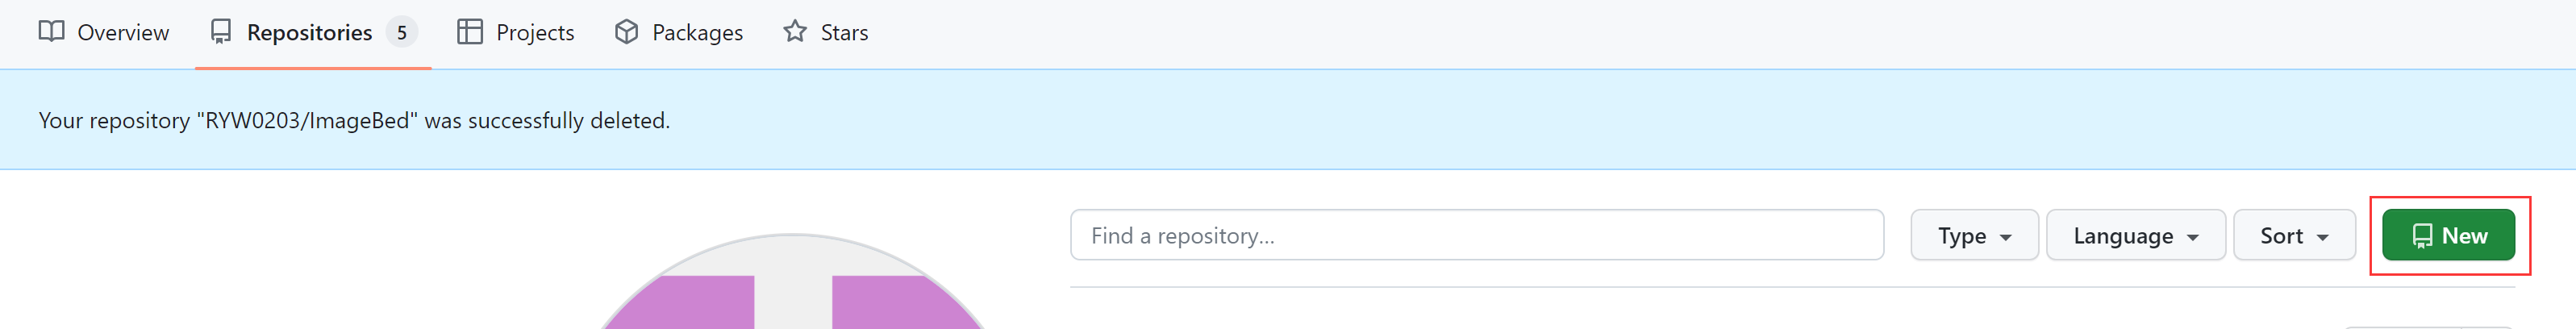 Overview Repositories 5 Projects Packages Stars
Your repository "RYW0203/ImageBed" was successfully deleted.
Find a repository... Type Language Sort New